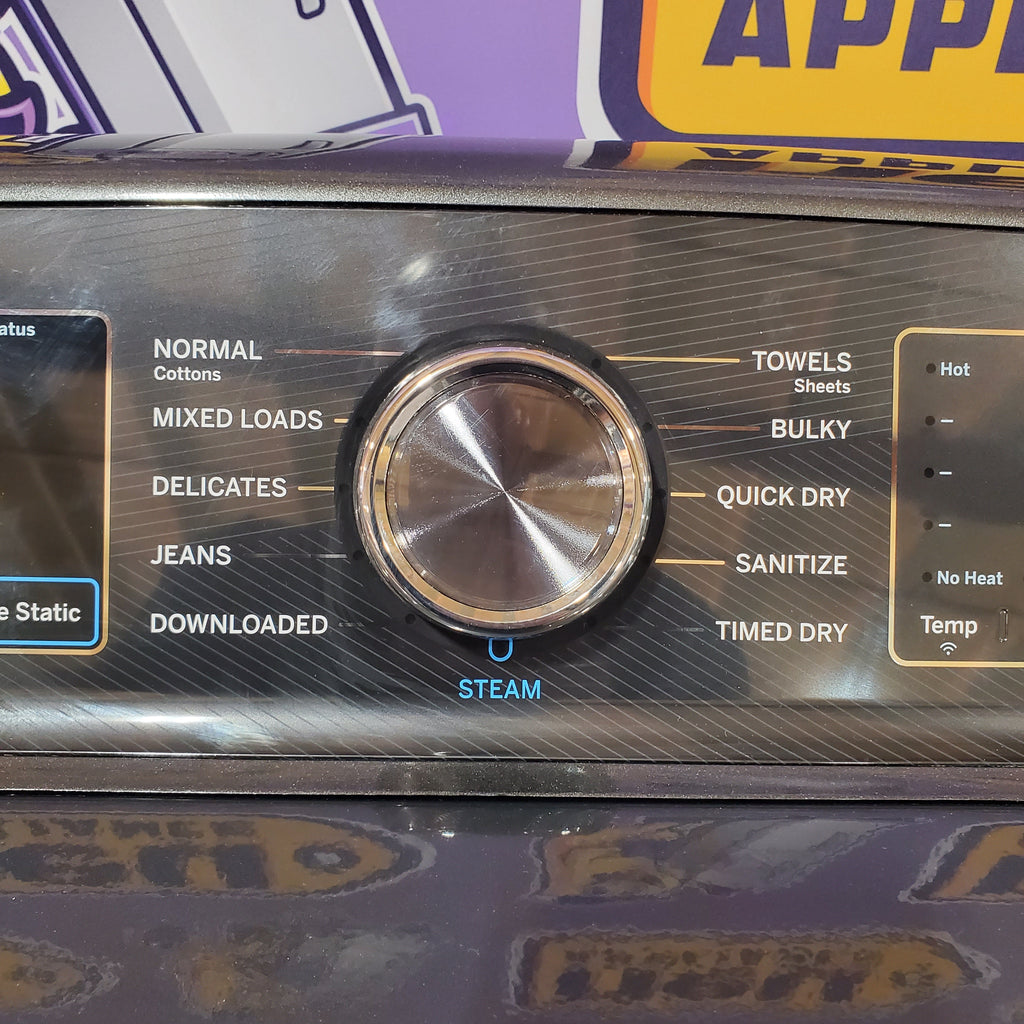 APP
atus
NORMAL
Cottons
MIXED LOADS
DELICATES
JEANS
DOWNLOADED
e Static
STEAM
TOWELS
Sheets
BULKY
QUICK DRY
SANITIZE
TIMED DRY
Hot
–
–
–
No Heat
Temp